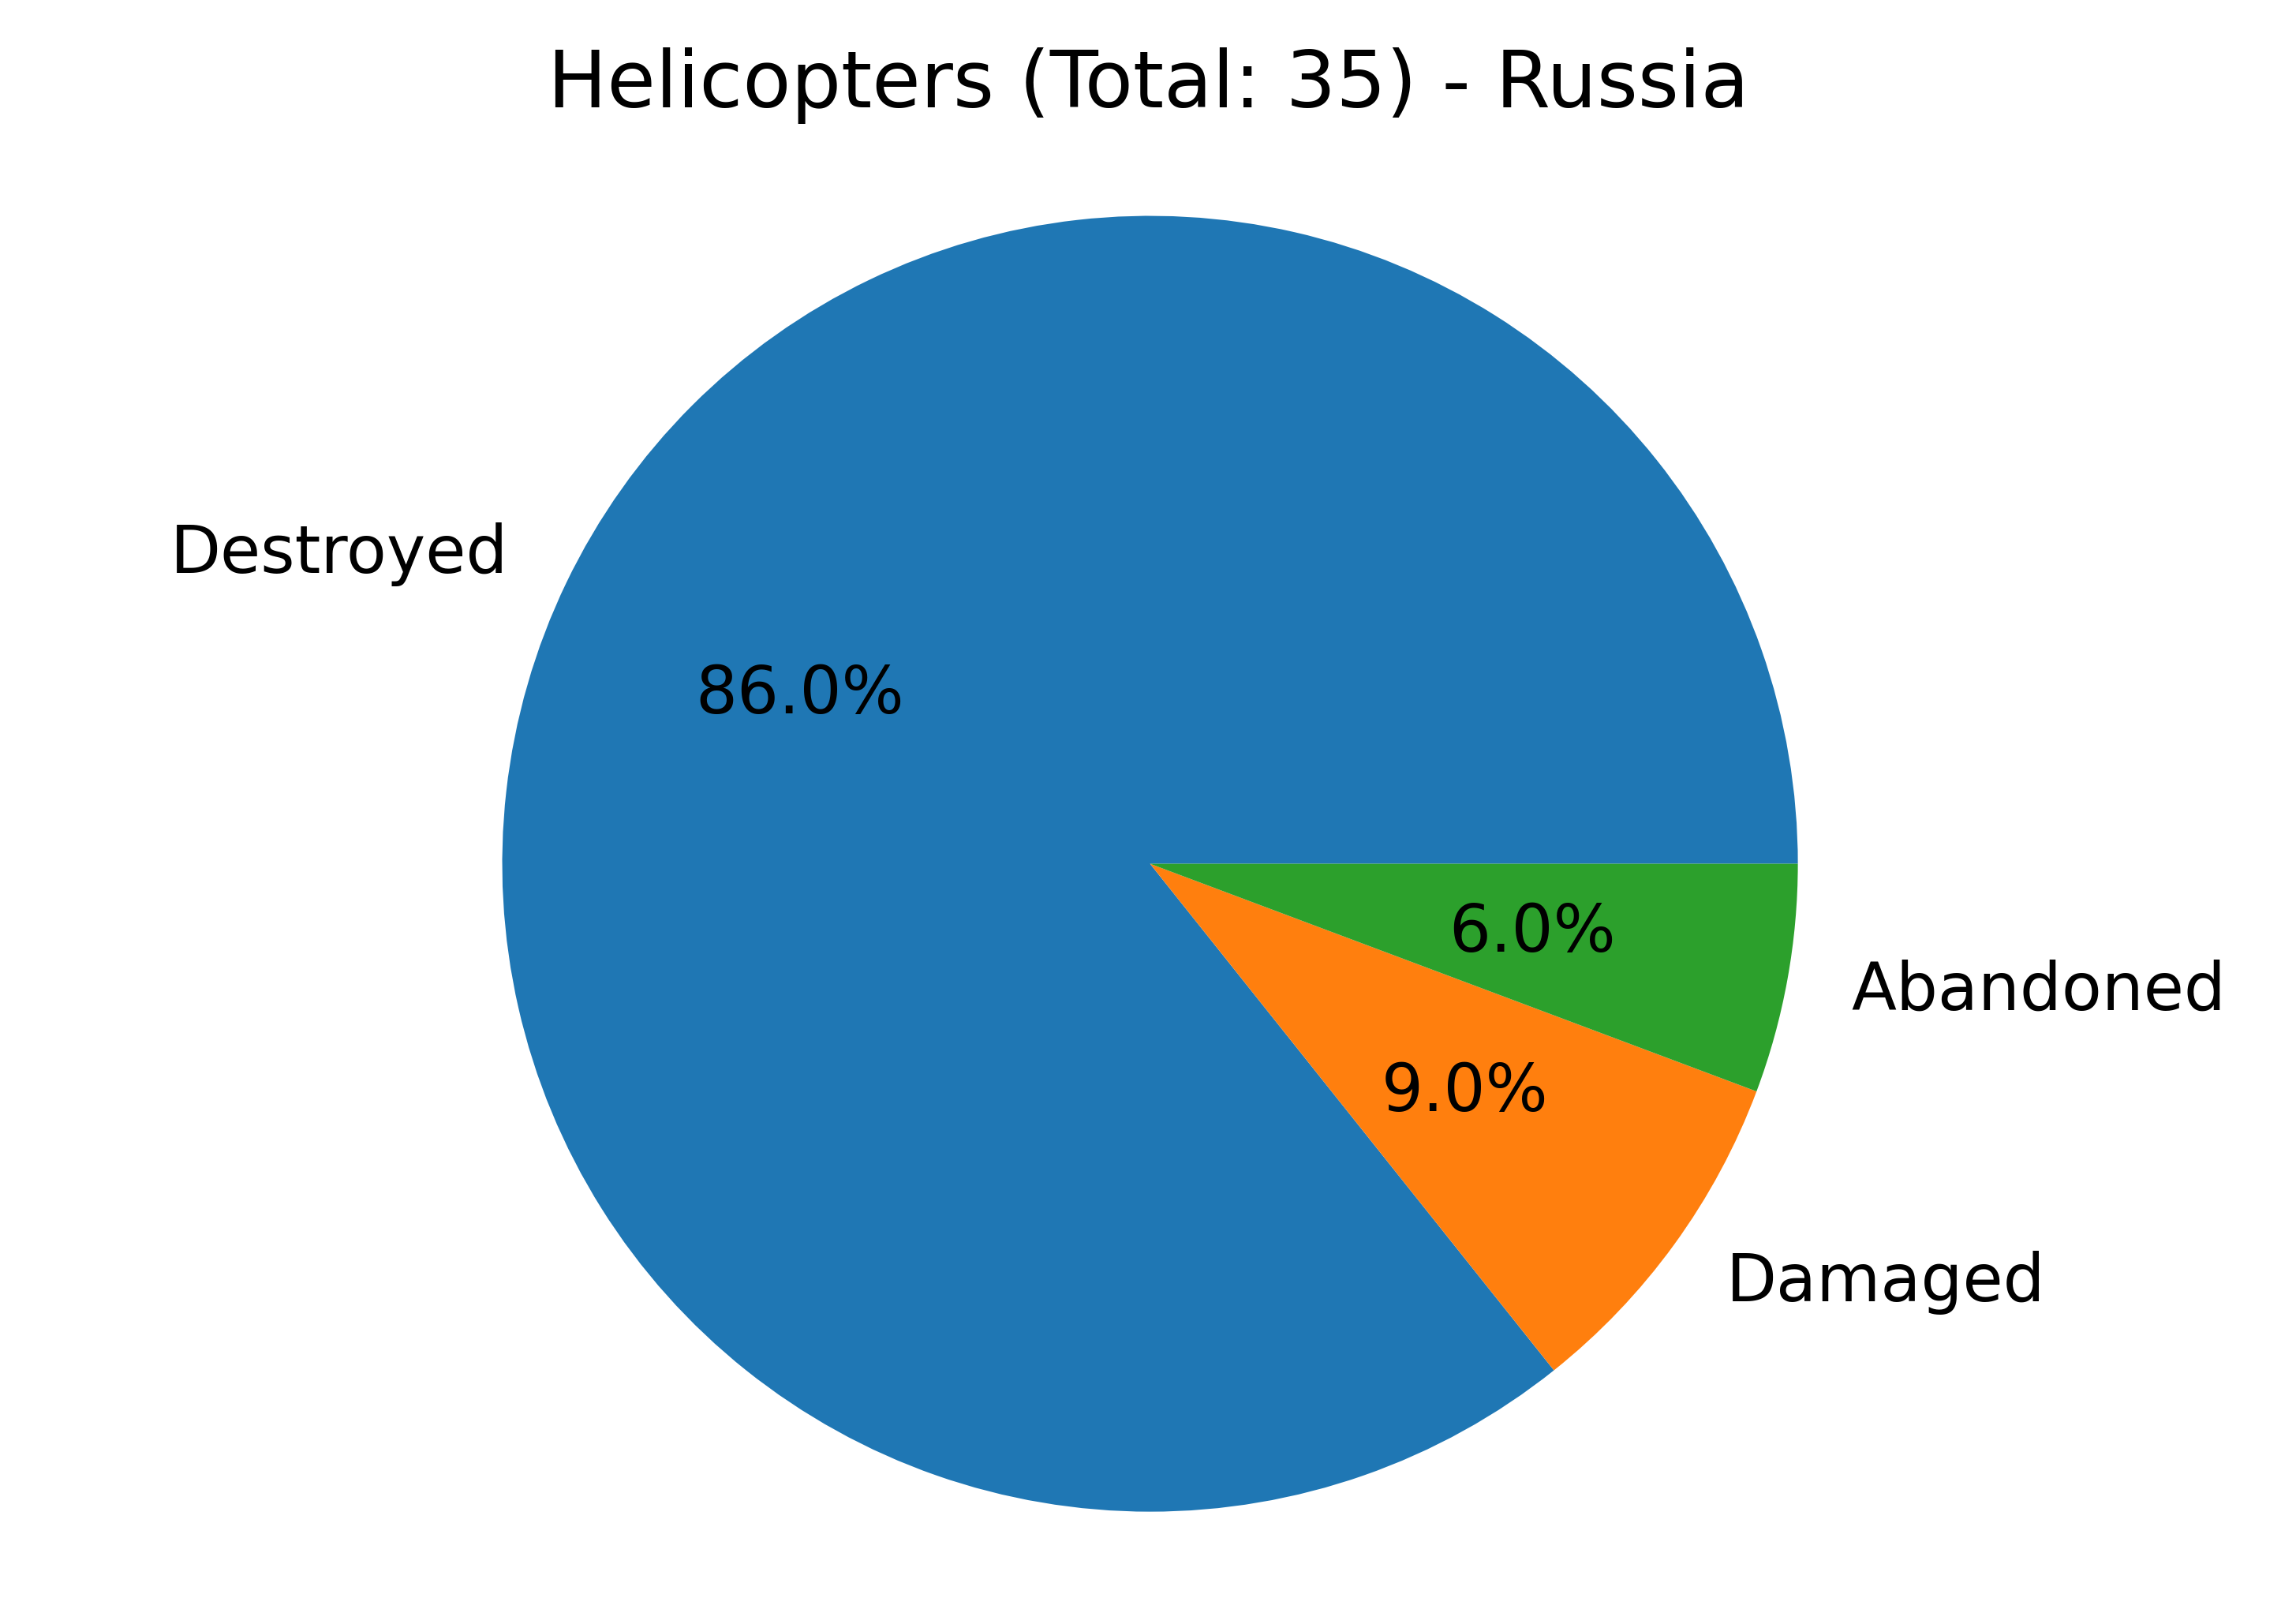 Helicopters (Total: 35) - Russia
Destroyed
86.0%
6.0%
Abandoned
9.0%
Damaged